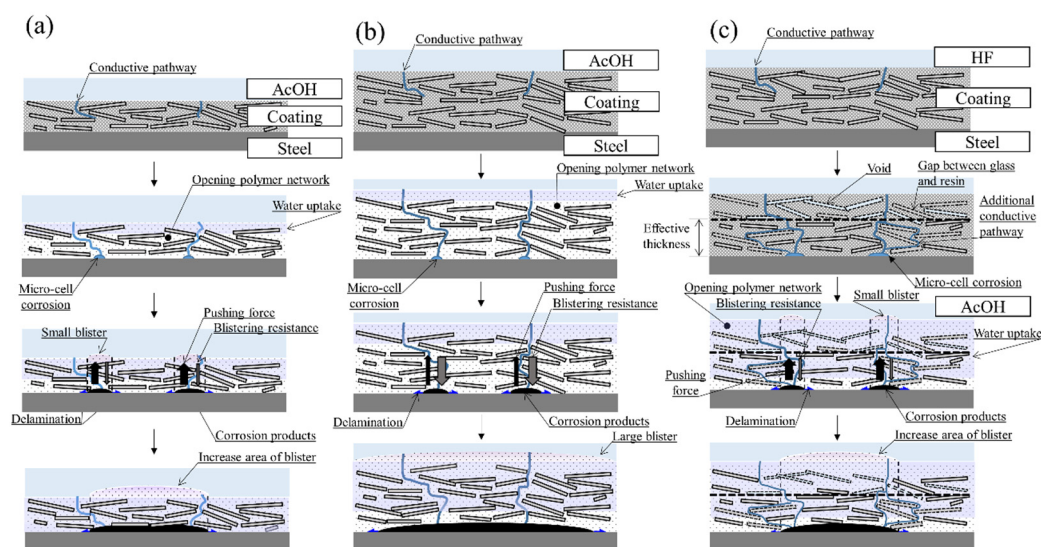 (a)
Conductive pathway
AcOH
Coating
Steel
Opening polymer network
Water uptake
Micro-cell
corrosion
Small blister
Pushing force
Blistering resistance
Delamination
Corrosion products
Increase area of blister
(b)
Conductive pathway
AcOH
Coating
Steel
Opening polymer network
Water uptake
Micro-cell
corrosion
Pushing force
Blistering resistance
Delamination
Corrosion products
Large blister
(c)
Conductive pathway
HF
Coating
Steel
Void
Gap between glass
and resin
Additional
conductive
pathway
Effective
thickness
Micro-cell corrosion
Opening polymer network
Blistering resistance
Small blister
AcOH
Water uptake
Pushing
force
Delamination
Corrosion products
Increase area of blister